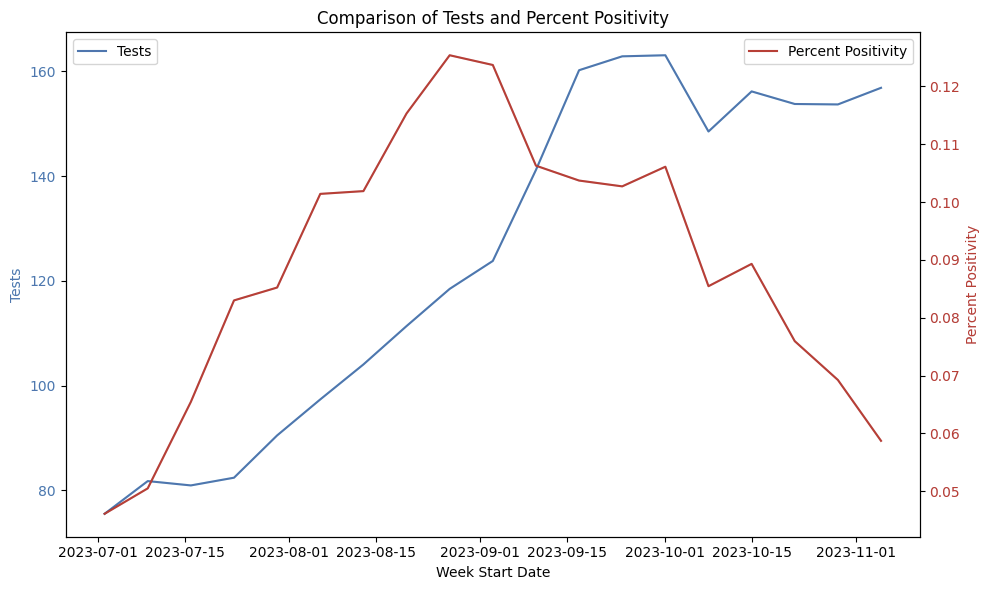 Comparison of Tests and Percent Positivity
Tests
Percent Positivity
160
140
120
100
80
Tests
0.12
0.11
0.10
0.09
0.08
0.07
0.06
0.05
Percent Positivity
2023-07-01 2023-07-15 2023-08-01 2023-08-15 2023-09-01 2023-09-15 2023-10-01 2023-10-15 2023-11-01
Week Start Date